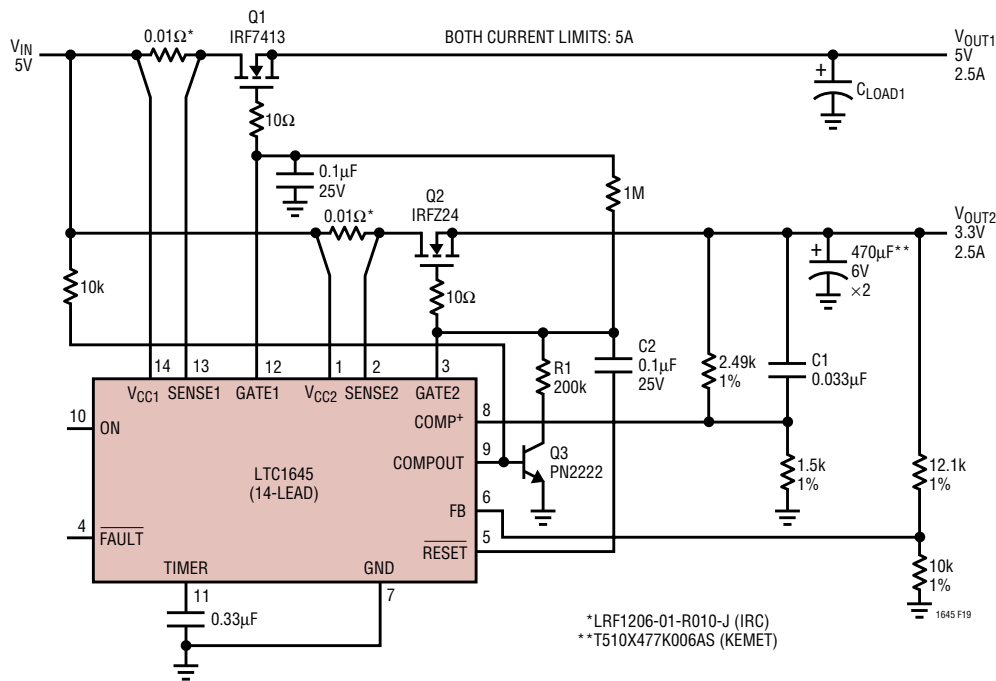 Q1
IRF7413
0.01Ω*
BOTH CURRENT LIMITS: 5A
VIN
5V
VOUT1
5V
2.5A
CLOAD1
+
10Ω
0.1µF
25V
1M
Q2
IRFZ24
0.01Ω*
VOUT2
3.3V
2.5A
+
470µF**
6V
×2
10k
10Ω
R1
200k
C2
0.1µF
25V
2.49k
1%
C1
0.033µF
14
13
12
1
2
3
VCC1
SENSE1
GATE1
VCC2
SENSE2
GATE2
10
ON
COMP+
8
COMPOUT
9
Q3
PN2222
1.5k
1%
12.1k
1%
LTC1645
(14-LEAD)
FB
6
4
FAULT
RESET
5
TIMER
GND
11
7
10k
1%
0.33µF
1645 F19
*LRF1206-01-R010-J (IRC)
**T510X477K006AS (KEMET)